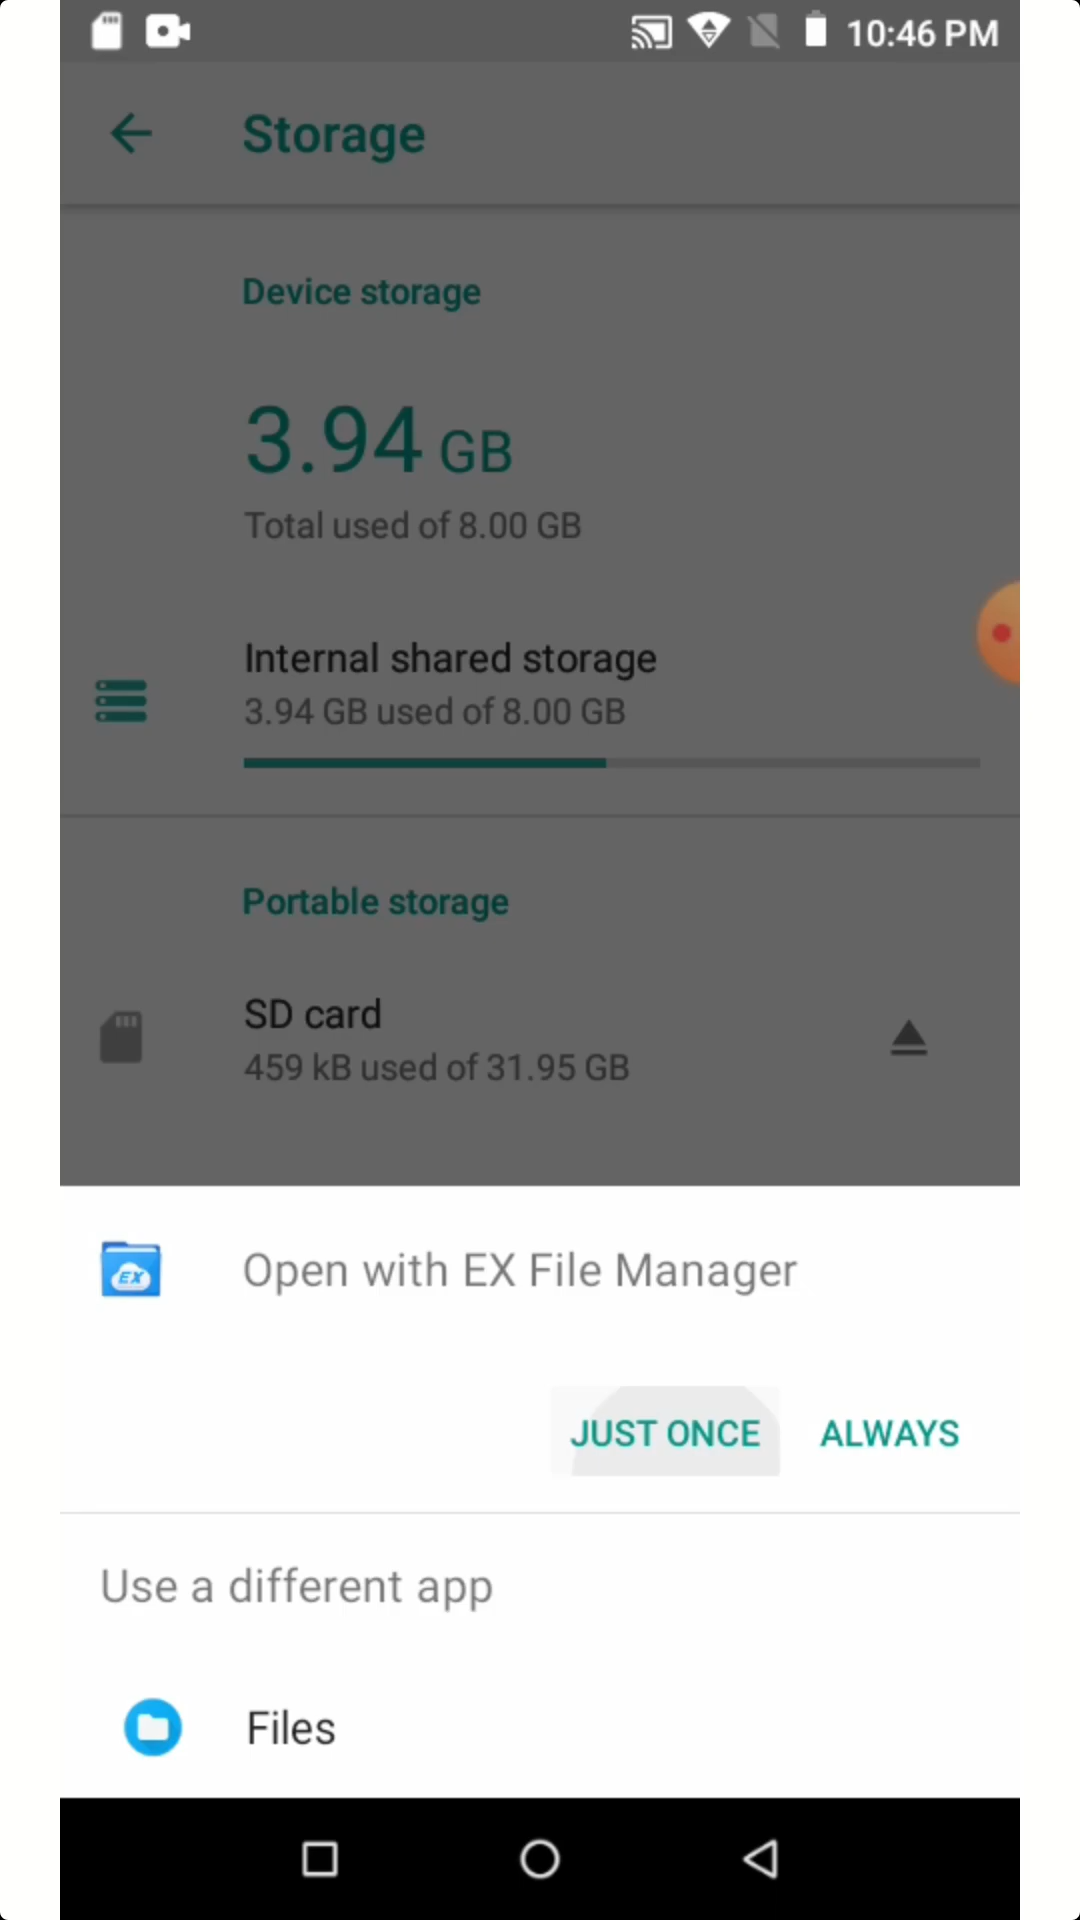 10:46 PM
Storage
Device storage
3.94 GB
Total used of 8.00 GB
Internal shared storage
3.94 GB used of 8.00 GB
Portable storage
SD card
459 kB used of 31.95 GB
EX
Open with EX File Manager
JUST ONCE
ALWAYS
Use a different app
Files